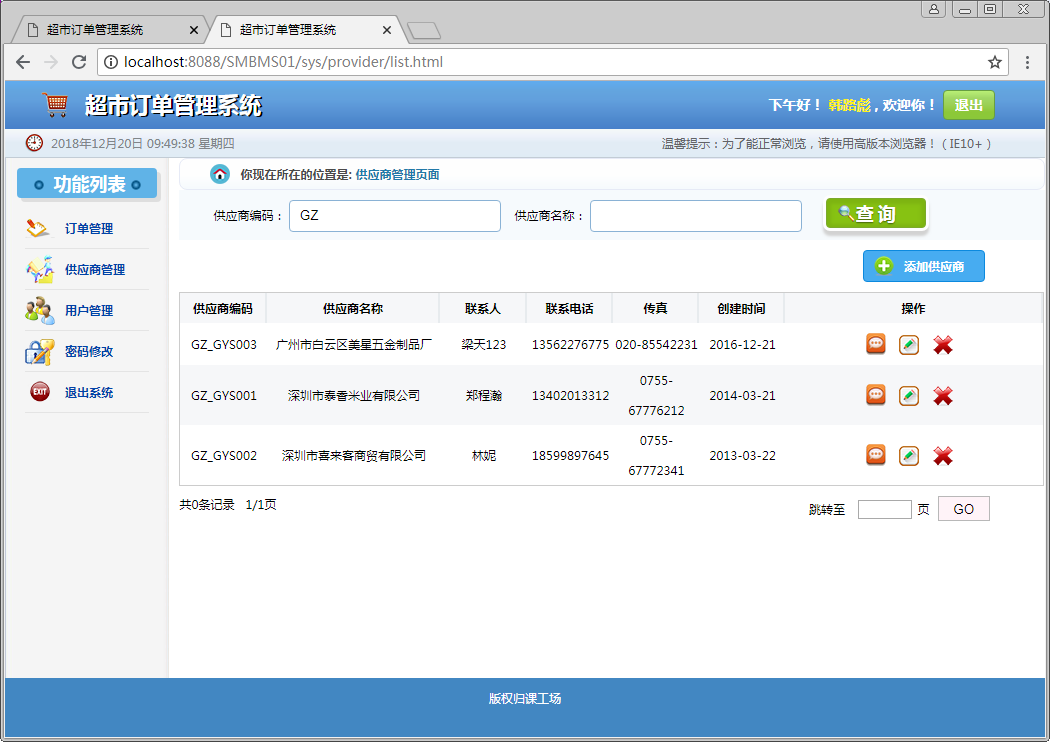 超市订单管理系统
超市订单管理系统
localhost:8088/SMBMS01/sys/provider/list.html
超市订单管理系统
下午好！ 韩路彪 , 欢迎你！
退出
2018年12月20日 09:49:38 星期四
温馨提示：为了能正常浏览，请使用高版本浏览器！（IE10+）
功能列表
订单管理
供应商管理
用户管理
密码修改
EXIT 退出系统
你现在所在的位置是: 供应商管理页面
供应商编码： GZ 供应商名称： 查 询
添加供应商
供应商编码 供应商名称 联系人 联系电话 传真 创建时间 操作
GZ_GYS003 广州市白云区美星五金制品厂 梁天123 13562276775 020-85542231 2016-12-21
GZ_GYS001 深圳市泰香米业有限公司 郑程瀚 13402013312 0755-67776212 2014-03-21
GZ_GYS002 深圳市喜来客商贸有限公司 林妮 18599897645 0755-67772341 2013-03-22
共0条记录 1/1页
跳转至 页 GO
版权归课工场